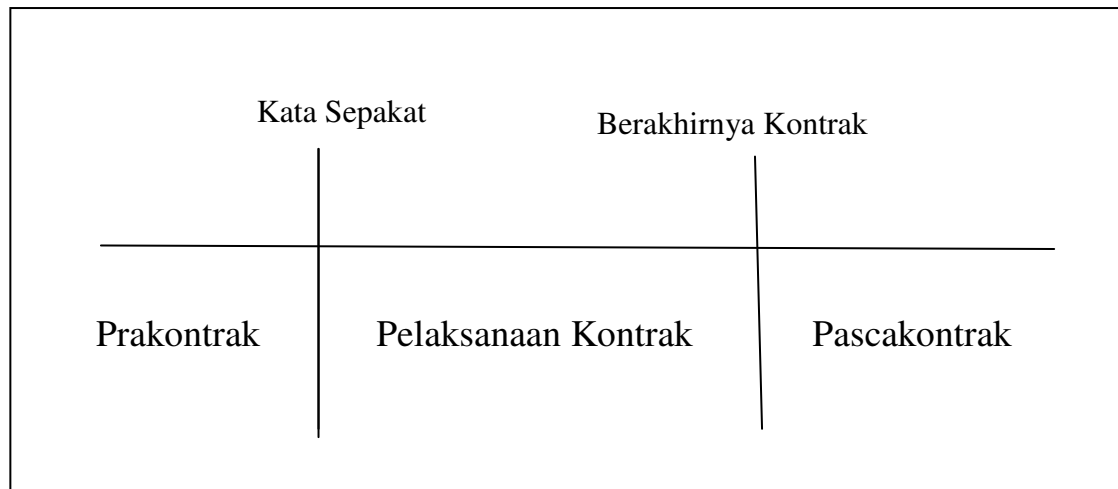 Kata Sepakat
Berakhirnya Kontrak
Prakontrak
Pelaksanaan Kontrak
Pascakontrak